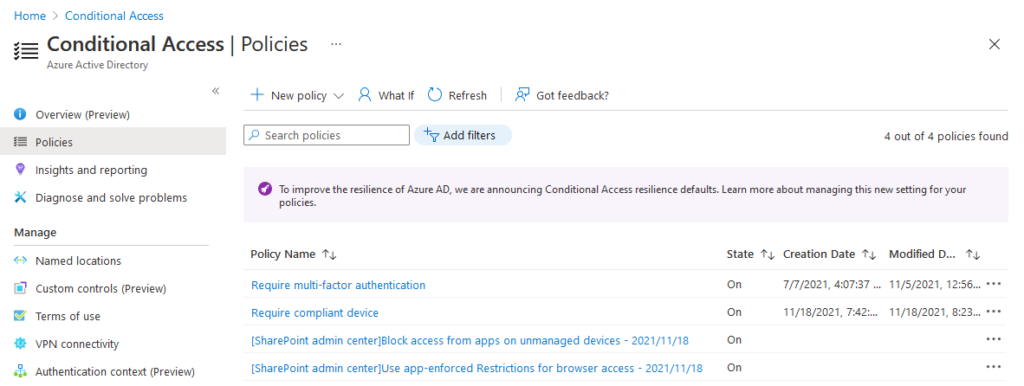 Home > Conditional Access
Conditional Access | Policies ...
Azure Active Directory
«
New policy What If Refresh Got feedback?
Overview (Preview)
Policies
Insights and reporting
Diagnose and solve problems
Manage
Named locations
Custom controls (Preview)
Terms of use
VPN connectivity
Authentication context (Preview)
Search policies Add filters 4 out of 4 policies found
To improve the resilience of Azure AD, we are announcing Conditional Access resilience defaults. Learn more about managing this new setting for your
policies.
Policy Name ↑↓ State ↑↓ Creation Date ↑↓ Modified D... ↑↓
Require multi-factor authentication On 7/7/2021, 4:07:37 ... 11/5/2021, 12:56... ...
Require compliant device On 11/18/2021, 7:42:... 11/18/2021, 8:23... ...
[SharePoint admin center]Block access from apps on unmanaged devices - 2021/11/18 On ...
[SharePoint admin center]Use app-enforced Restrictions for browser access - 2021/11/18 On ...